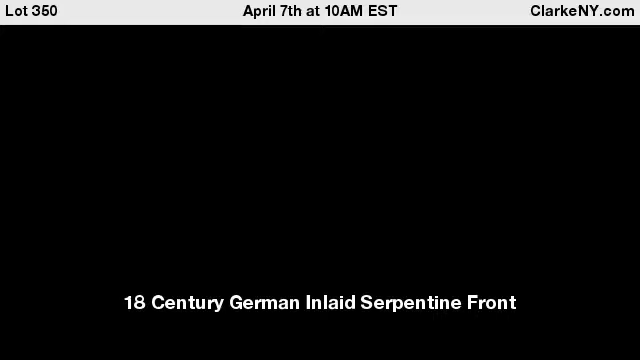 Lot 350 April 7th at 10AM EST ClarkeNY.com
18 Century German Inlaid Serpentine Front